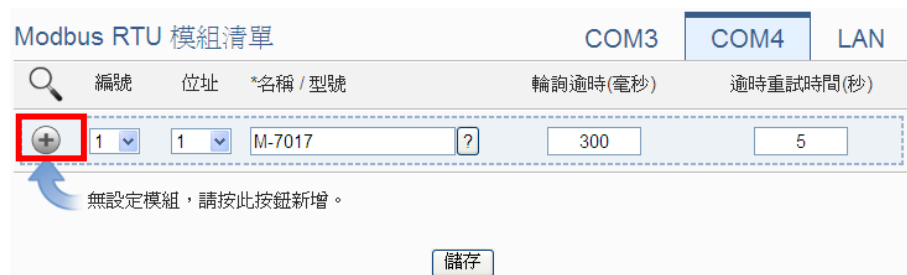 Modbus RTU 模組清單 COM3 COM4 LAN
編號 位址 *名稱 / 型號 輪詢逾時(毫秒) 逾時重試時間(秒)
1 1 M-7017 ? 300 5
無設定模組，請按此按鈕新增。
儲存